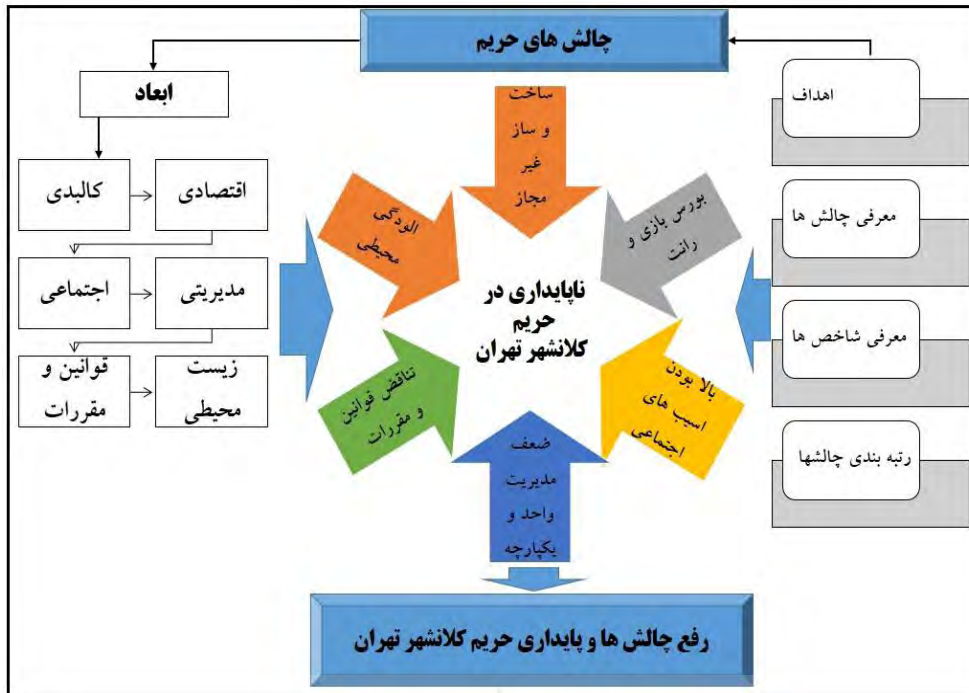 چالش های حریم
ابعاد
کالبدی
اقتصادی
اجتماعی
مدیریتی
قوانین و
مقررات
زیست
محیطی
ساخت
و ساز
غیر
مجاز
الودگی
محیطی
بورس بازی و
رانت
ناپایداری در
حریم
کلانشهر تهران
تناقض قوانین
و مقررات
بالا بودن
اسیب های
اجتماعی
ضعف
مدیریت
واحد و
یکپارچه
اهداف
معرفی چالش ها
معرفی شاخص ها
رتبه بندی چالشها
رفع چالش ها و پایداری حریم کلانشهر تهران